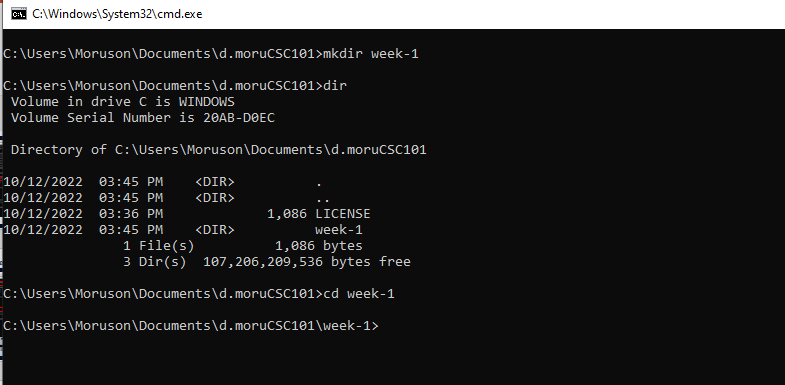 C:\Windows\System32\cmd.exe
C:\Users\Moruson\Documents\d.moruCSC101>mkdir week-1
C:\Users\Moruson\Documents\d.moruCSC101>dir
 Volume in drive C is WINDOWS
 Volume Serial Number is 20AB-D0EC
 Directory of C:\Users\Moruson\Documents\d.moruCSC101
10/12/2022  03:45 PM    <DIR>          .
10/12/2022  03:45 PM    <DIR>          ..
10/12/2022  03:36 PM             1,086 LICENSE
10/12/2022  03:45 PM    <DIR>          week-1
               1 File(s)          1,086 bytes
               3 Dir(s)  107,206,209,536 bytes free
C:\Users\Moruson\Documents\d.moruCSC101>cd week-1
C:\Users\Moruson\Documents\d.moruCSC101\week-1>